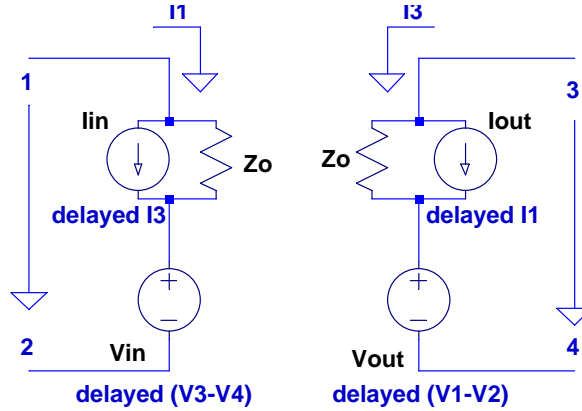 I1 I3
1 3
Iin Iout
Zo Zo
delayed I3 delayed I1
+ +
− −
2 4
Vin Vout
delayed (V3-V4) delayed (V1-V2)